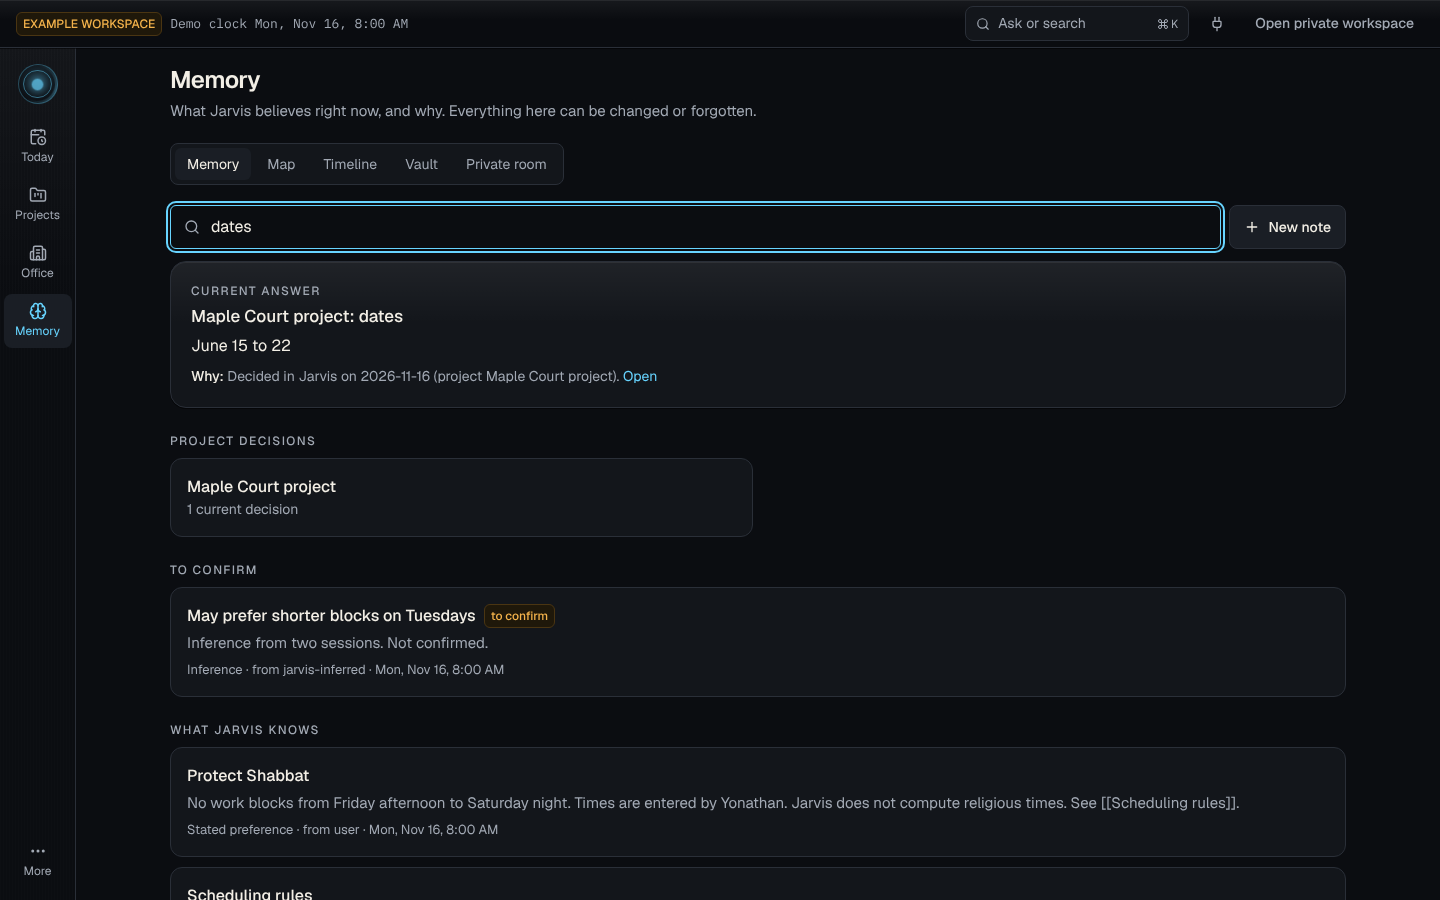 EXAMPLE WORKSPACE Demo clock Mon, Nov 16, 8:00 AM
Ask or search ⌘K
Open private workspace
Today
Projects
Office
Memory
More
Memory
What Jarvis believes right now, and why. Everything here can be changed or forgotten.
Memory Map Timeline Vault Private room
dates
New note
CURRENT ANSWER
Maple Court project: dates
June 15 to 22
Why: Decided in Jarvis on 2026-11-16 (project Maple Court project). Open
PROJECT DECISIONS
Maple Court project
1 current decision
TO CONFIRM
May prefer shorter blocks on Tuesdays to confirm
Inference from two sessions. Not confirmed.
Inference · from jarvis-inferred · Mon, Nov 16, 8:00 AM
WHAT JARVIS KNOWS
Protect Shabbat
No work blocks from Friday afternoon to Saturday night. Times are entered by Yonathan. Jarvis does not compute religious times. See [[Scheduling rules]].
Stated preference · from user · Mon, Nov 16, 8:00 AM
Scheduling rules